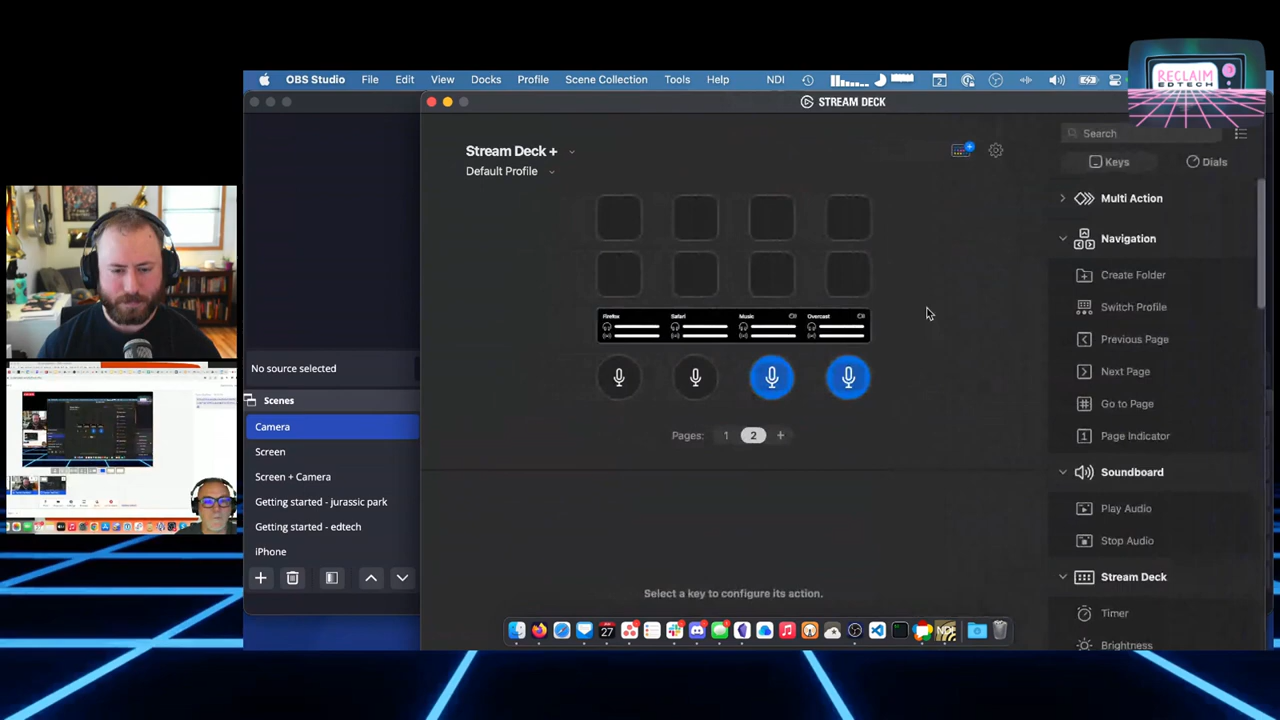 RECLAIM
EDTECH
OBS Studio File Edit View Docks Profile Scene Collection Tools Help NDI
STREAM DECK
Stream Deck +
Default Profile
Search
Keys Dials
Multi Action
Navigation
Create Folder
Switch Profile
Previous Page
Next Page
Go to Page
Page Indicator
Soundboard
Play Audio
Stop Audio
Stream Deck
Timer
Brightness
Firefox Safari Music Overcast
Pages: 1 2 +
Select a key to configure its action.
No source selected
Scenes
Camera
Screen
Screen + Camera
Getting started - jurassic park
Getting started - edtech
iPhone
27